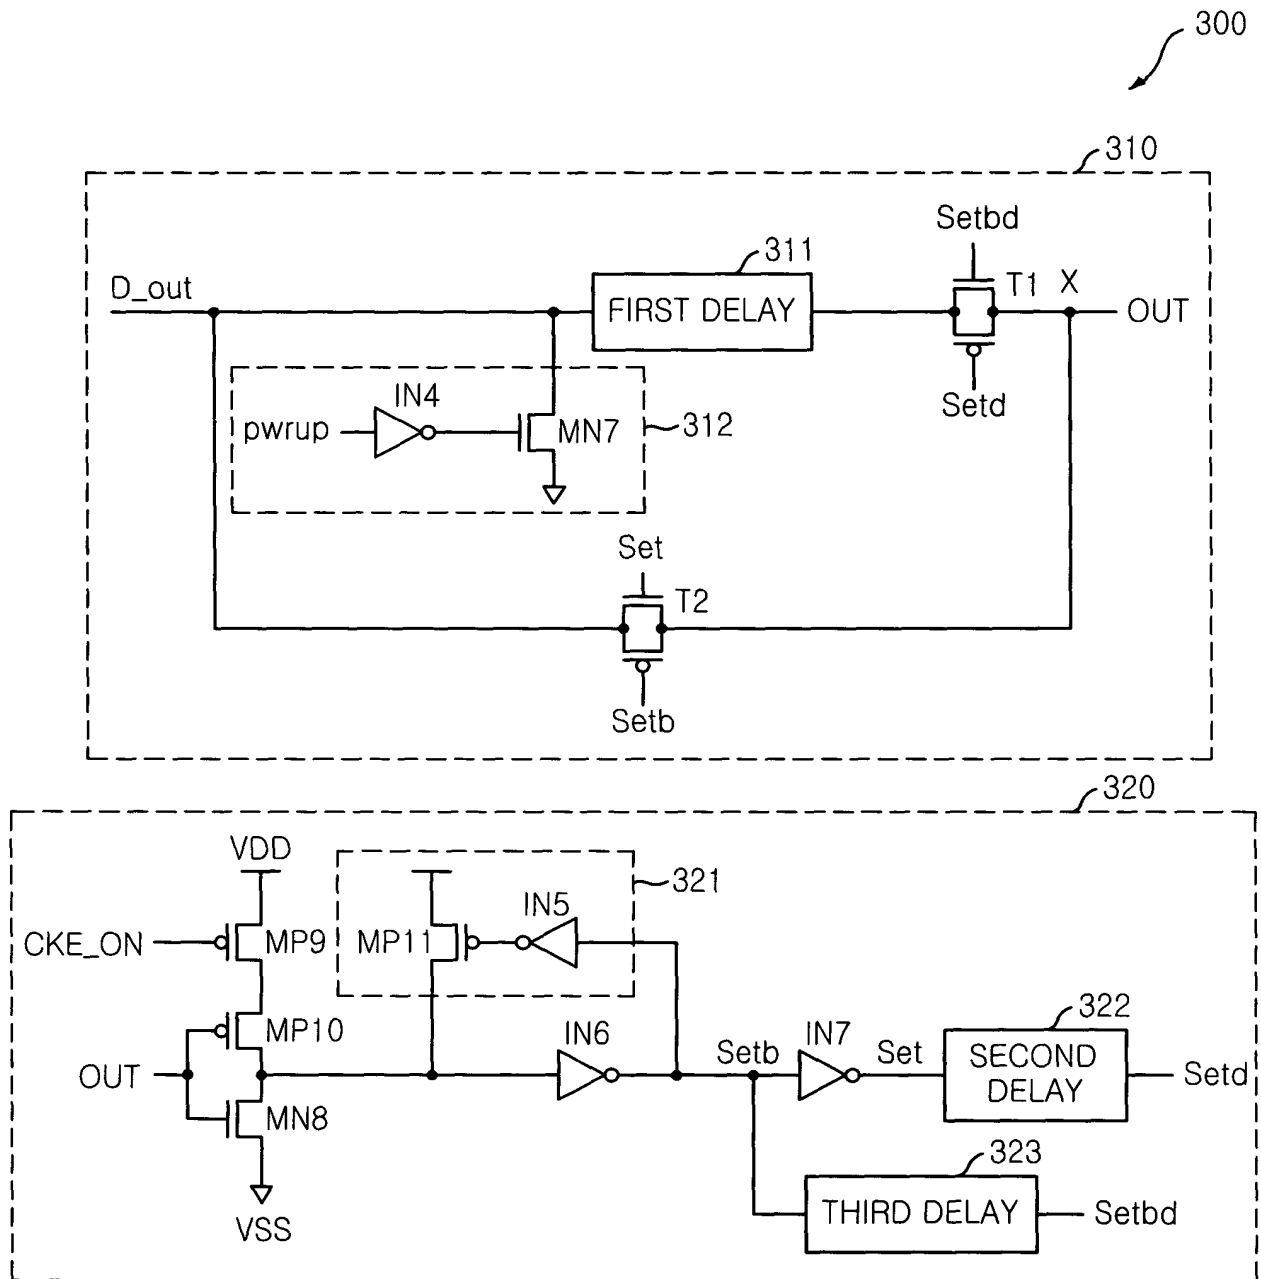 300
310
Setbd
311
D_out
FIRST DELAY
T1
X
OUT
Setd
IN4
pwrup
MN7
312
Set
T2
Setb
320
VDD
321
IN5
CKE_ON
MP9
MP11
MP10
IN6
Setb
IN7
Set
322
SECOND
DELAY
Setd
OUT
MN8
323
THIRD DELAY
Setbd
VSS